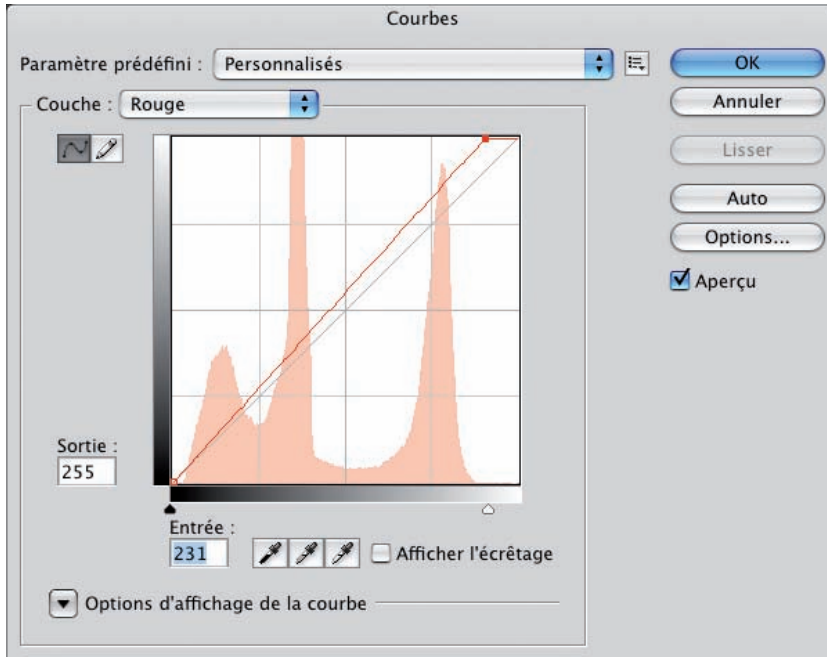 Courbes
Paramètre prédéfini : Personnalisés
OK
Couche : Rouge
Annuler
Lisser
Auto
Options...
Aperçu
Sortie :
255
Entrée :
231
Afficher l'écrêtage
Options d'affichage de la courbe